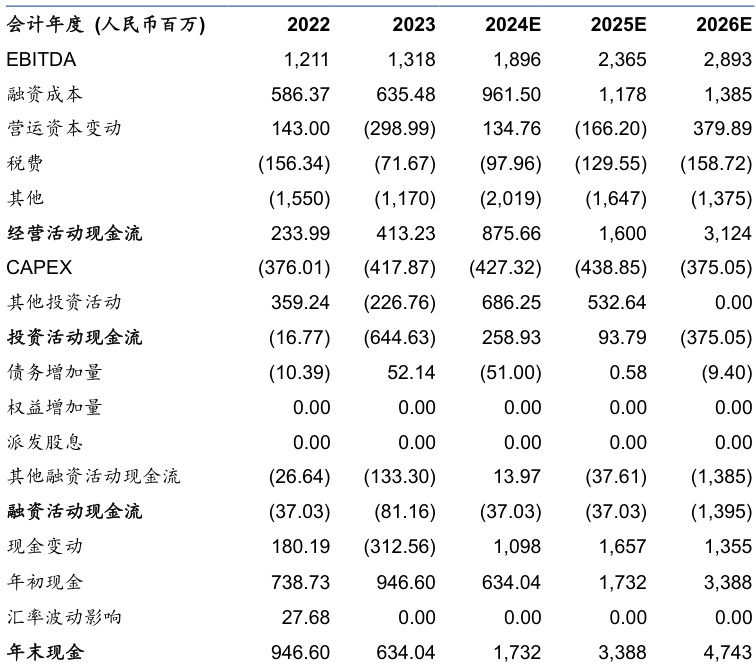 会计年度 (人民币百万) 2022 2023 2024E 2025E 2026E
EBITDA 1,211 1,318 1,896 2,365 2,893
融资成本 586.37 635.48 961.50 1,178 1,385
营运资本变动 143.00 (298.99) 134.76 (166.20) 379.89
税费 (156.34) (71.67) (97.96) (129.55) (158.72)
其他 (1,550) (1,170) (2,019) (1,647) (1,375)
经营活动现金流 233.99 413.23 875.66 1,600 3,124
CAPEX (376.01) (417.87) (427.32) (438.85) (375.05)
其他投资活动 359.24 (226.76) 686.25 532.64 0.00
投资活动现金流 (16.77) (644.63) 258.93 93.79 (375.05)
债务增加量 (10.39) 52.14 (51.00) 0.58 (9.40)
权益增加量 0.00 0.00 0.00 0.00 0.00
派发股息 0.00 0.00 0.00 0.00 0.00
其他融资活动现金流 (26.64) (133.30) 13.97 (37.61) (1,385)
融资活动现金流 (37.03) (81.16) (37.03) (37.03) (1,395)
现金变动 180.19 (312.56) 1,098 1,657 1,355
年初现金 738.73 946.60 634.04 1,732 3,388
汇率波动影响 27.68 0.00 0.00 0.00 0.00
年末现金 946.60 634.04 1,732 3,388 4,743